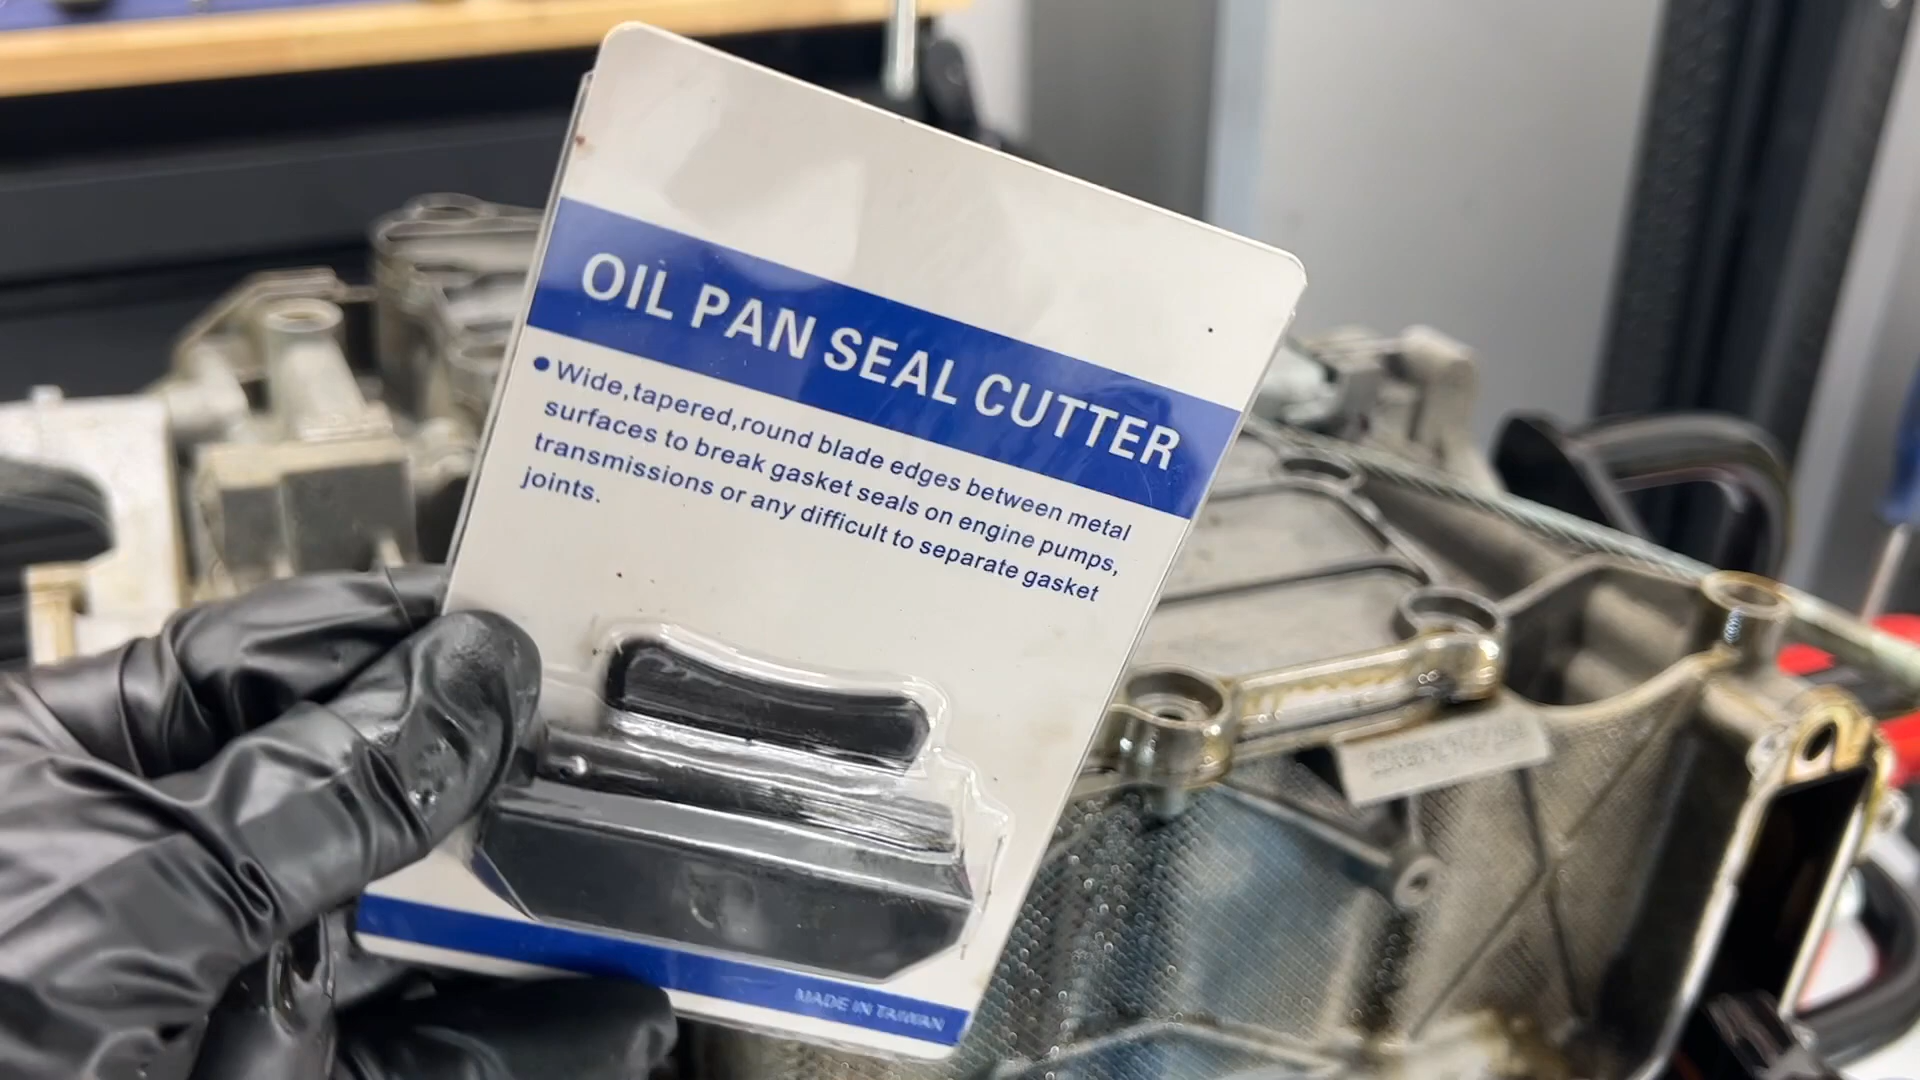 OIL PAN SEAL CUTTER
● Wide,tapered,round blade edges between metal
surfaces to break gasket seals on engine pumps,
transmissions or any difficult to separate gasket
joints.
MADE IN TAIWAN